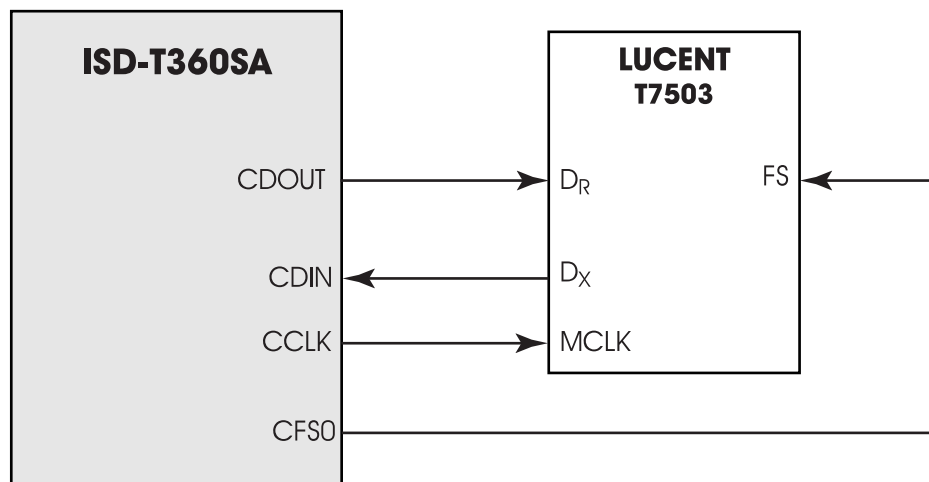 ISD-T360SA
LUCENT
T7503
CDOUT
DR
FS
CDIN
DX
CCLK
MCLK
CFS0